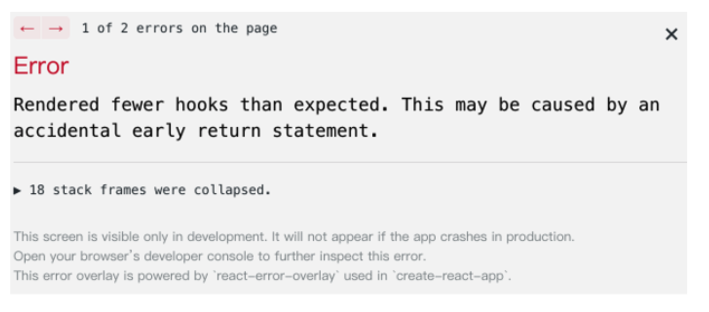 ← → 1 of 2 errors on the page ×
Error
Rendered fewer hooks than expected. This may be caused by an
accidental early return statement.
▶ 18 stack frames were collapsed.
This screen is visible only in development. It will not appear if the app crashes in production.
Open your browser's developer console to further inspect this error.
This error overlay is powered by `react-error-overlay` used in `create-react-app`.